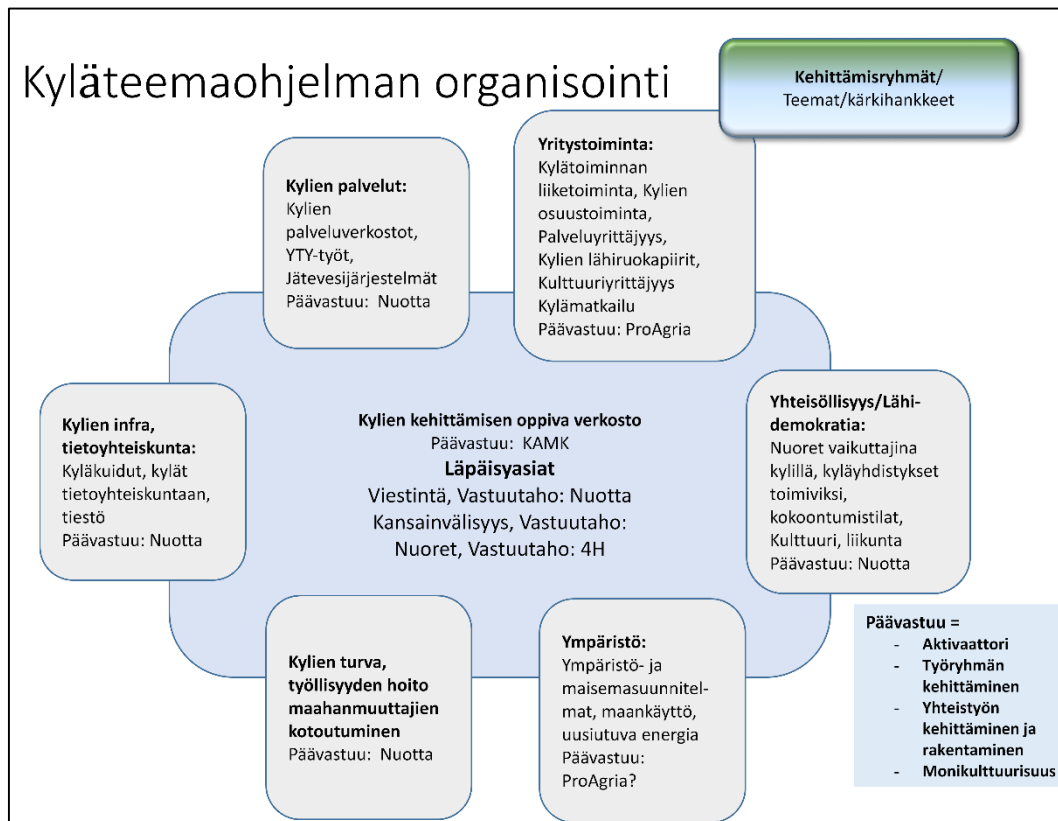 Kyläteemaohjelman organisointi
Kehittämisryhmät/
Teemat/kärkihankkeet
Kylien palvelut:
Kylien
palveluverkostot,
YTY-työt,
Jätevesijärjestelmät
Päävastuu: Nuotta
Yritystoiminta:
Kylätoiminnan
liiketoiminta, Kylien
osuustoiminta,
Palveluyrittäjyys,
Kylien lähiruokapiirit,
Kulttuuriyrittäjyys
Kylämatkailu
Päävastuu: ProAgria
Kylien infra,
tietoyhteiskunta:
Kyläkuidut, kylät
tietoyhteiskuntaan,
tiestö
Päävastuu: Nuotta
Kylien kehittämisen oppiva verkosto
Päävastuu: KAMK
Läpäisyasiat
Viestintä, Vastuutaho: Nuotta
Kansainvälisyys, Vastuutaho:
Nuoret, Vastuutaho: 4H
Yhteisöllisyys/Lähi-
demokratia:
Nuoret vaikuttajina
kylillä, kyläyhdistykset
toimiviksi,
kokoontumistilat,
Kulttuuri, liikunta
Päävastuu: Nuotta
Kylien turva,
työllisyyden hoito
maahanmuuttajien
kotoutuminen
Päävastuu: Nuotta
Ympäristö:
Ympäristö- ja
maisemasuunnitel-
mat, maankäyttö,
uusiutuva energia
Päävastuu:
ProAgria?
Päävastuu =
- Aktivaattori
- Työryhmän
kehittäminen
- Yhteistyön
kehittäminen ja
rakentaminen
- Monikulttuurisuus